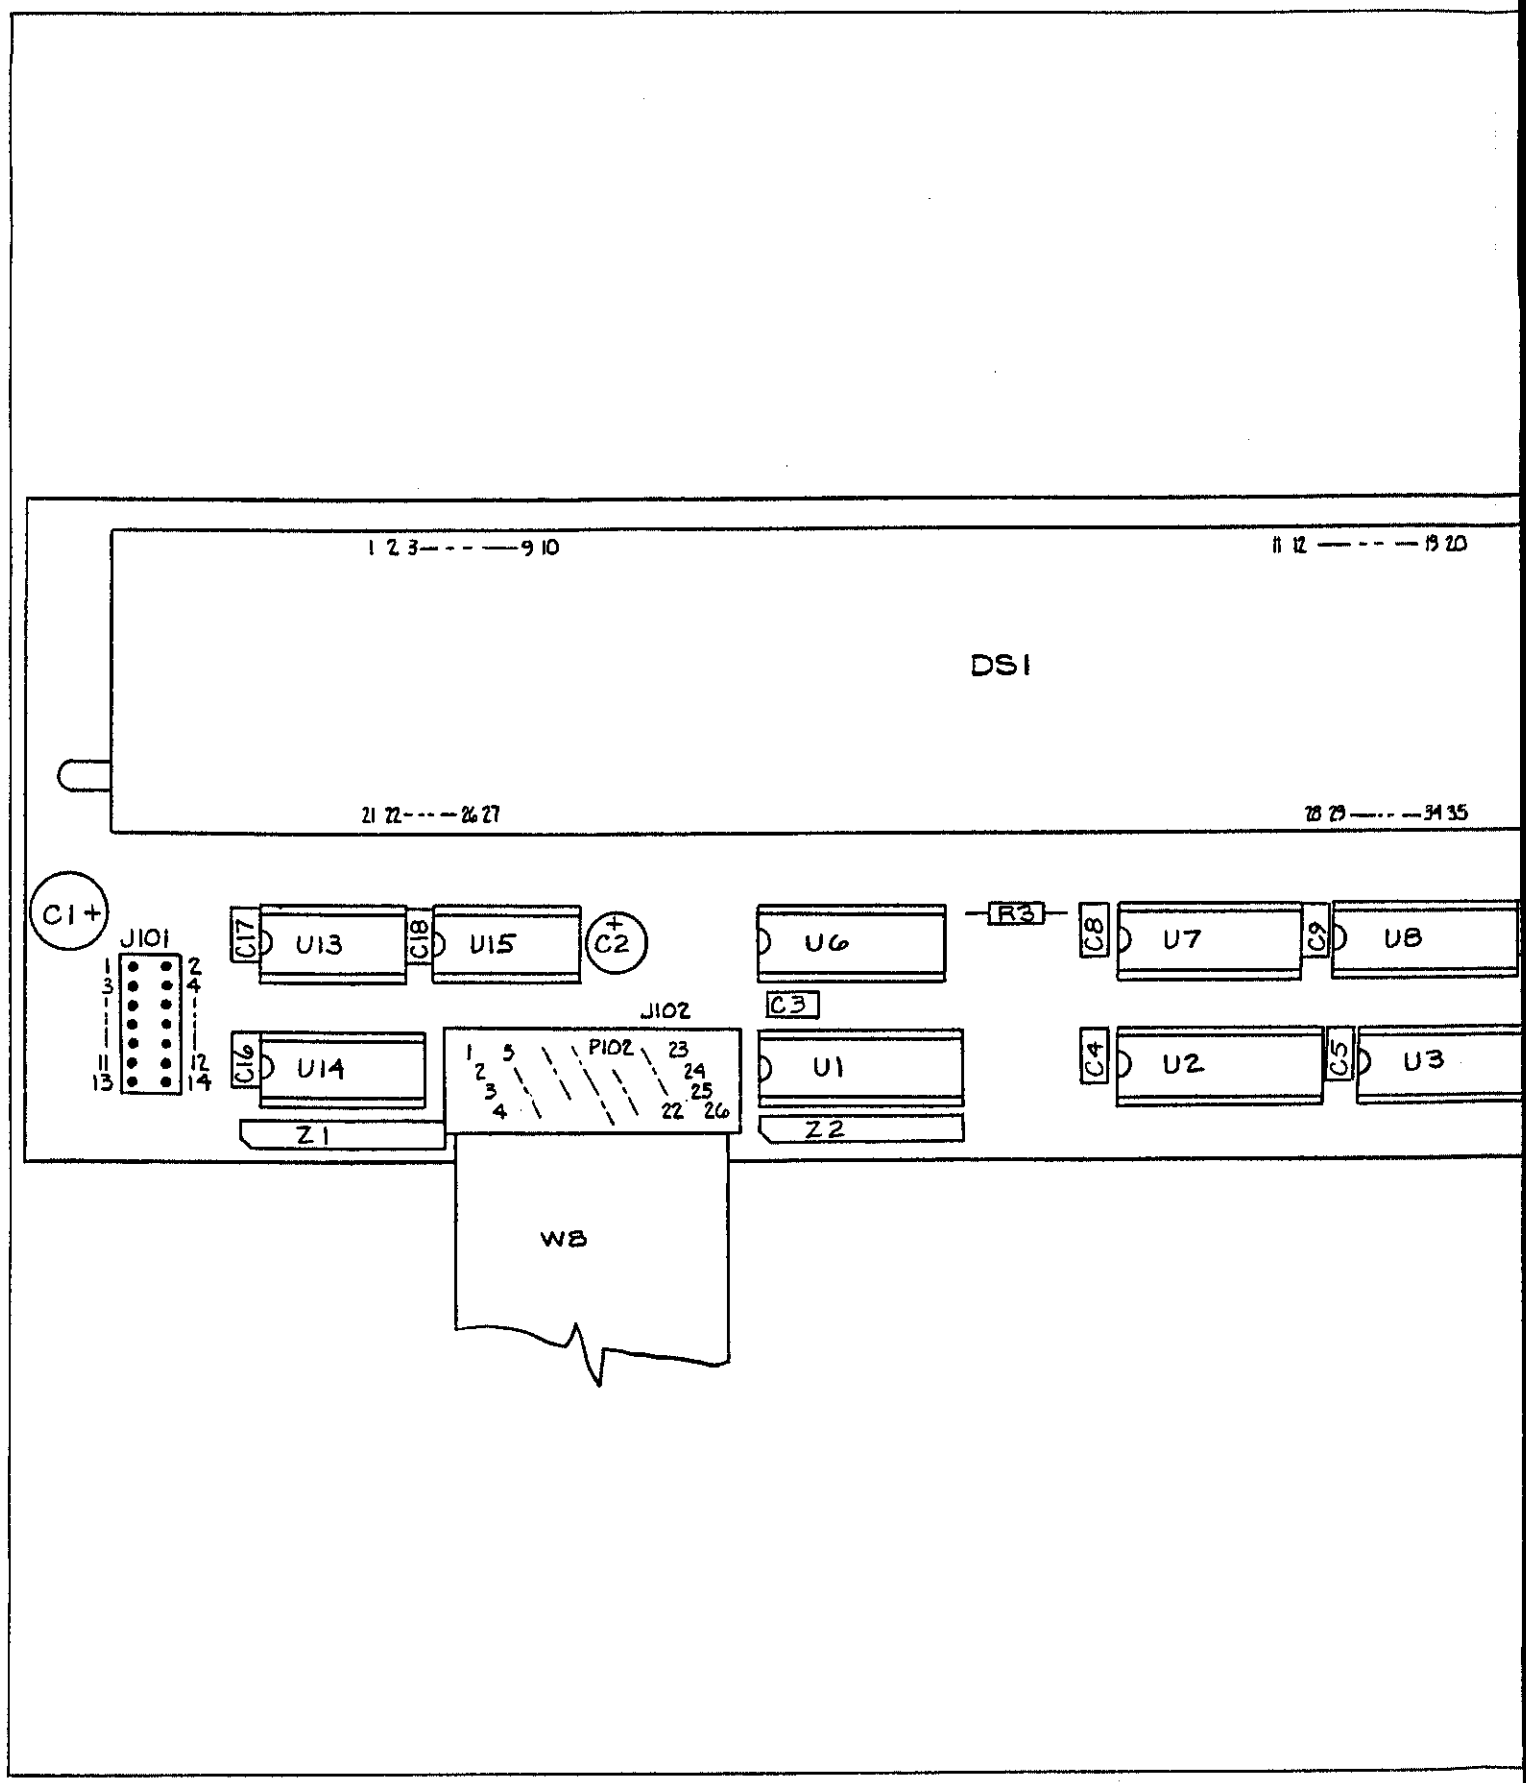 1 2 3 - - - - 9 10 11 12 - - - - 19 20
DS1
21 22 - - - - 26 27 28 29 - - - - 34 35
C1+
C17 U13 C18 U15 +C2 U6 R3 C8 U7 C9 U8
J101
1 2
3 4
11 12
13 14
C3
J102
C16 U14
1 5 P102 23
2 24
3 25
4 22 26
U1 C4 U2 C5 U3
Z1 Z2
W8